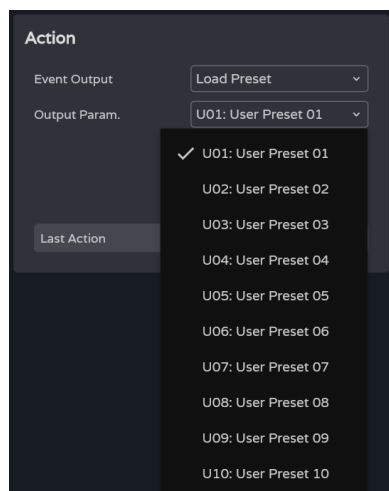 Action
Event Output Load Preset
Output Param. U01: User Preset 01
U01: User Preset 01
U02: User Preset 02
U03: User Preset 03
Last Action
U04: User Preset 04
U05: User Preset 05
U06: User Preset 06
U07: User Preset 07
U08: User Preset 08
U09: User Preset 09
U10: User Preset 10